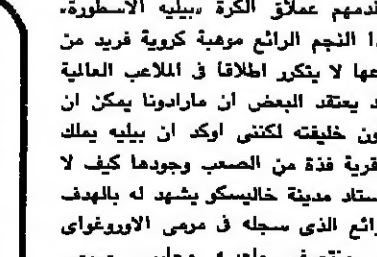 قدمهم عملاق الكرة «بيليه الاسطورة،
ا النجم الرائع موهبة كروية فريد من
عها لا يتكرر اطلاقا فى الملاعب العالمية
د يعتقد البعض ان مارادونا يمكن ان
ون خليفته لكننى اوكد ان بيليه يملك
قرية فذة من الصعب وجودها كيف لا
ستاد مدينة خاليسكو يشهد له بالهدف
رائع الذى سجله فى مرمى الاوروغواى